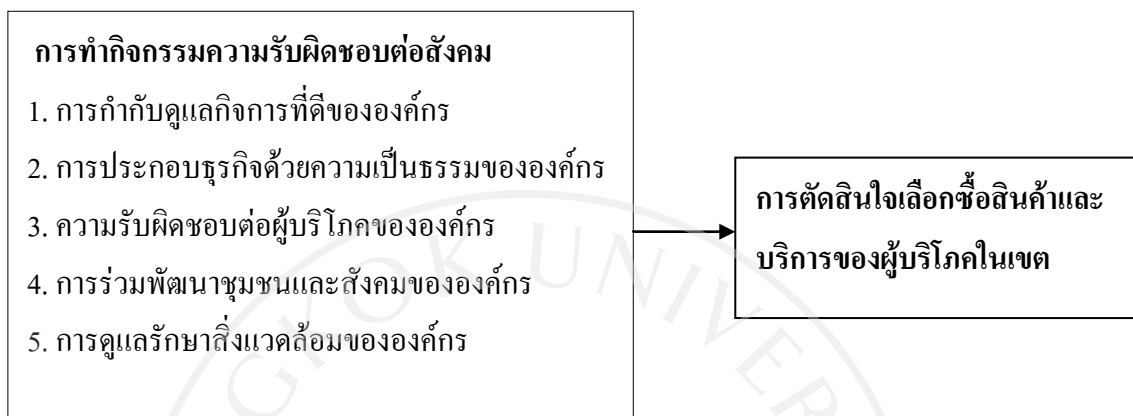 การทำกิจกรรมความรับผิดชอบต่อสังคม
1. การกำกับดูแลกิจการที่ดีขององค์กร
2. การประกอบธุรกิจด้วยความเป็นธรรมขององค์กร
3. ความรับผิดชอบต่อผู้บริโภคขององค์กร
4. การร่วมพัฒนาชุมชนและสังคมขององค์กร
5. การดูแลรักษาสิ่งแวดล้อมขององค์กร
การตัดสินใจเลือกซื้อสินค้าและ
บริการของผู้บริโภคในเขต
GKOK UNIVER